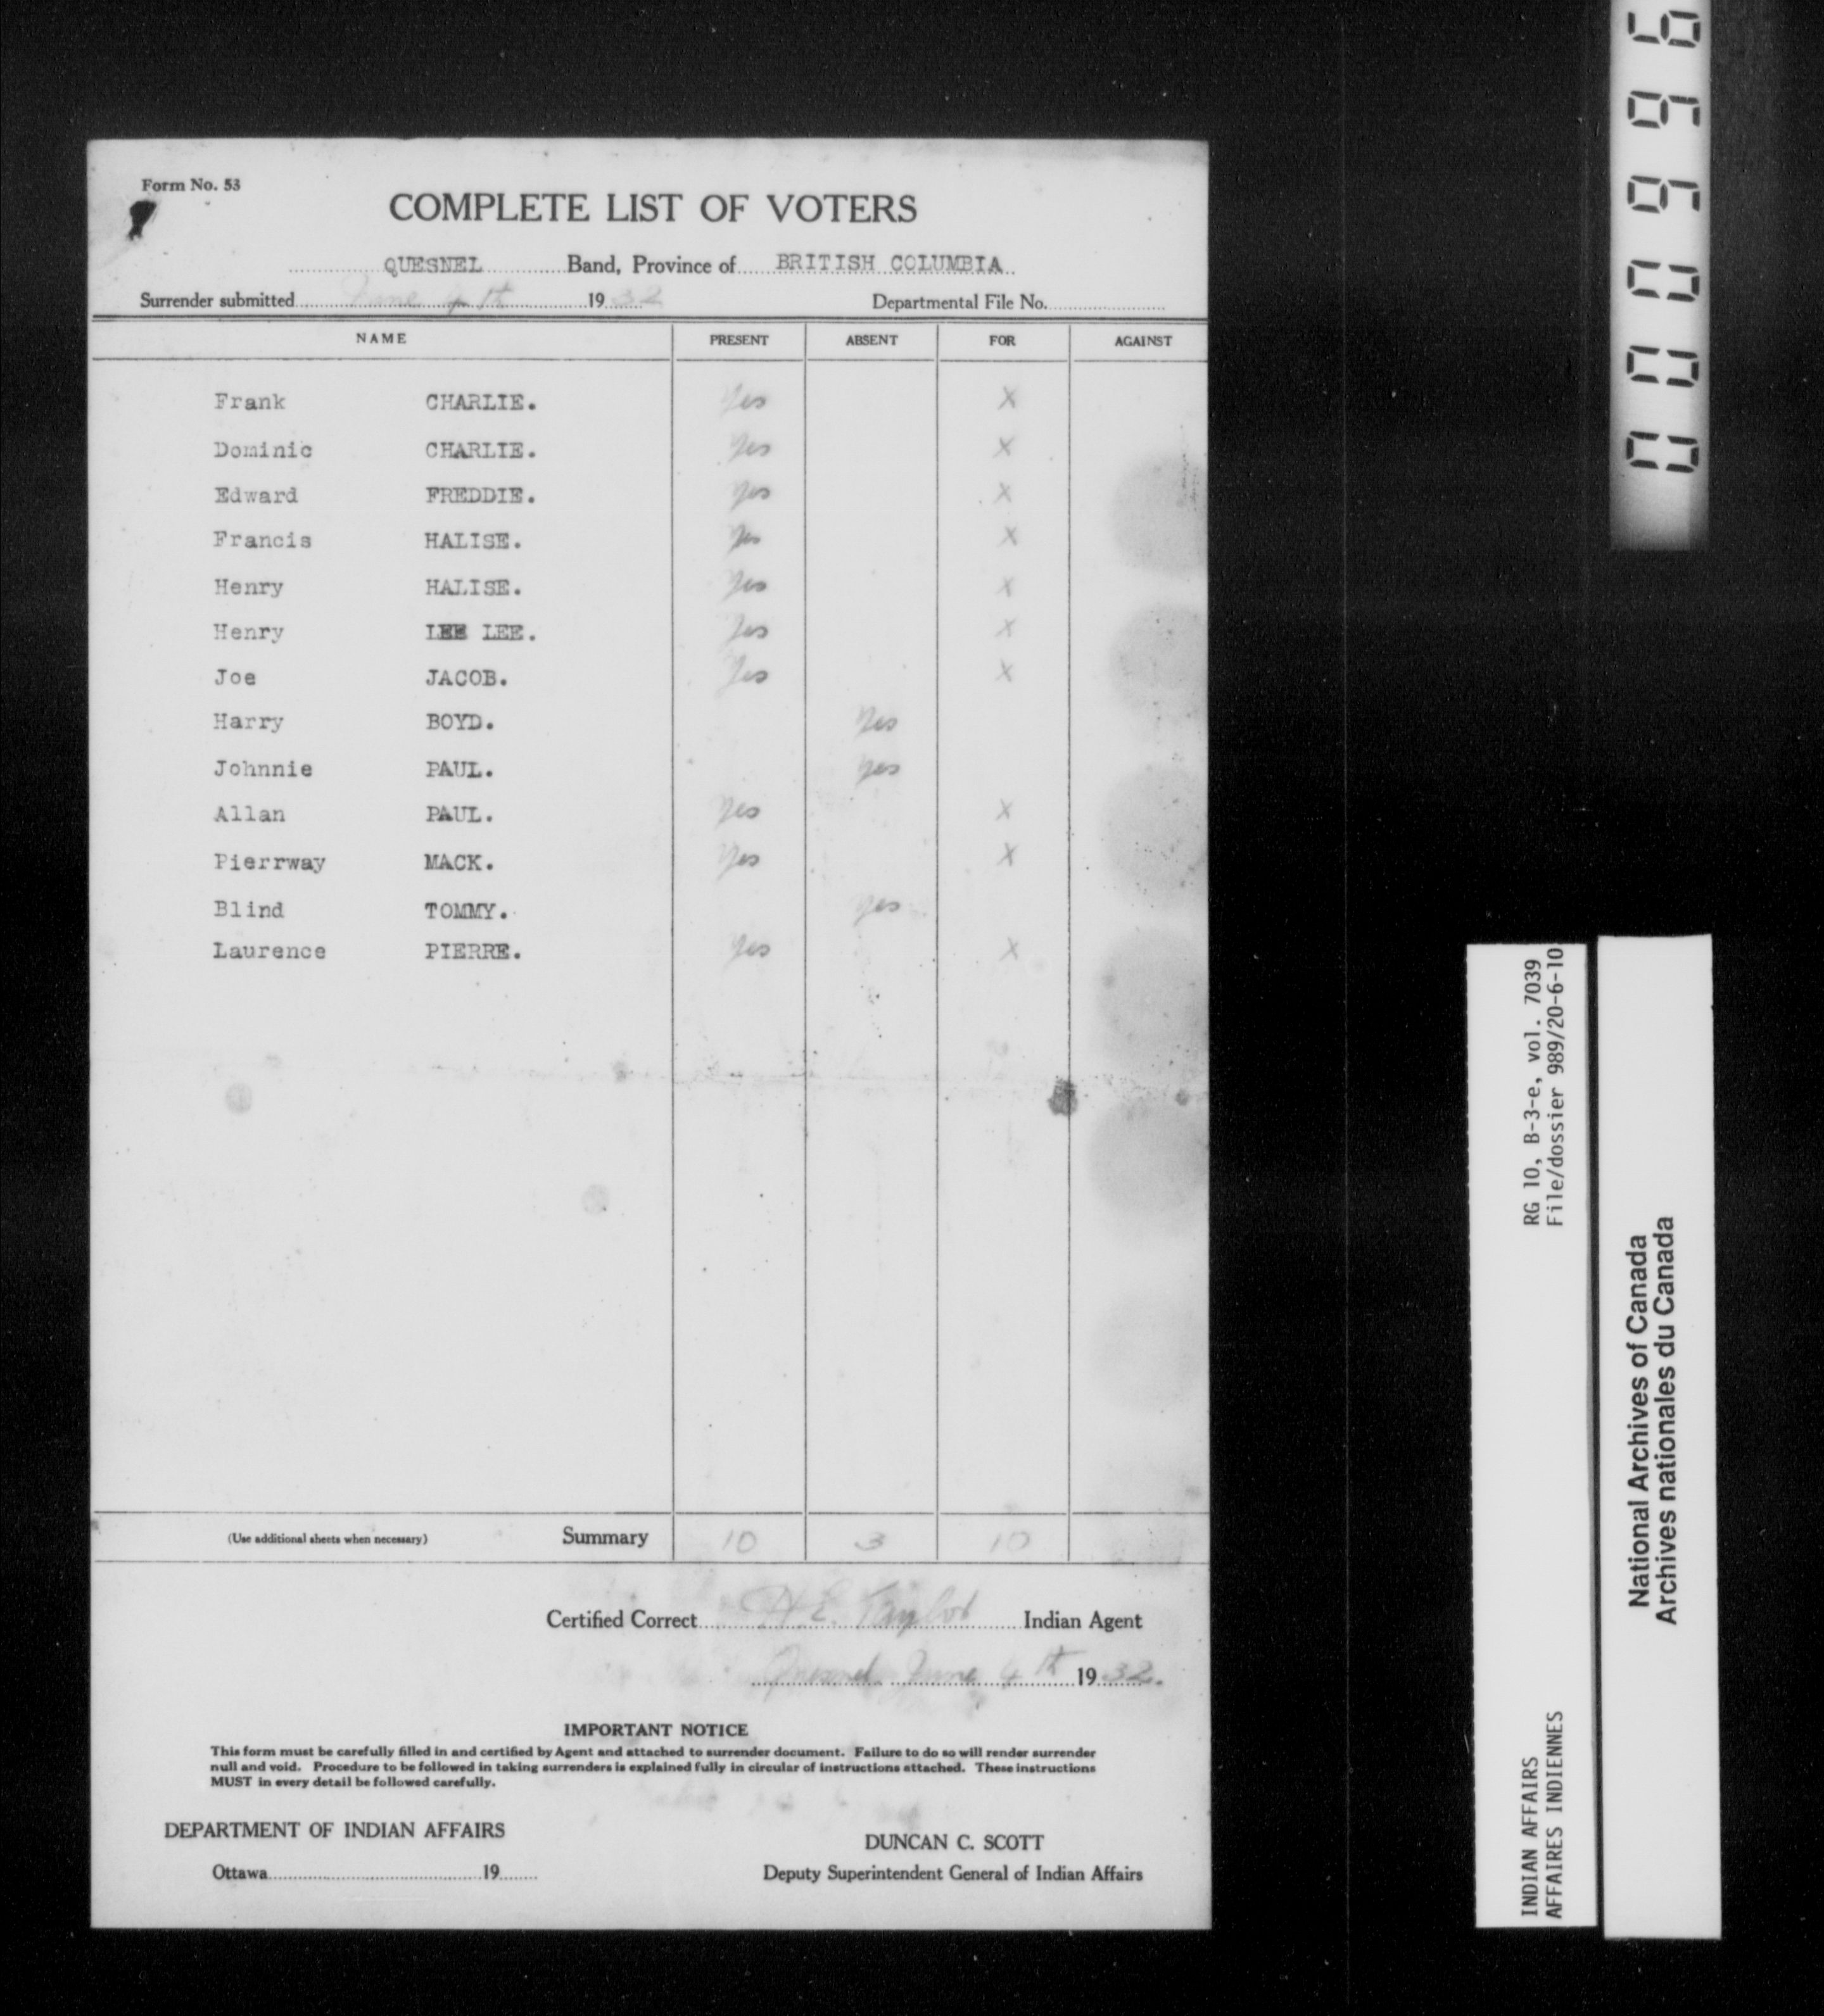 Form No. 53
COMPLETE LIST OF VOTERS
QUESNEL Band, Province of BRITISH COLUMBIA
Surrender submitted June 4th 1932 Departmental File No.
NAME PRESENT ABSENT FOR AGAINST
Frank CHARLIE. Yes X
Dominic CHARLIE. Yes X
Edward FREDDIE. Yes X
Francis HALISE. Yes X
Henry HALISE. Yes X
Henry LEE LEE. Yes X
Joe JACOB. Yes X
Harry BOYD. Yes
Johnnie PAUL. Yes
Allan PAUL. Yes X
Pierrway MACK. Yes X
Blind TOMMY. Yes
Laurence PIERRE. Yes X
(Use additional sheets when necessary) Summary 10 3 10
Certified Correct H E. Taylor Indian Agent
Quesnel June 4th 1932.
IMPORTANT NOTICE
This form must be carefully filled in and certified by Agent and attached to surrender document. Failure to do so will render surrender
null and void. Procedure to be followed in taking surrenders is explained fully in circular of instructions attached. These instructions
MUST in every detail be followed carefully.
DEPARTMENT OF INDIAN AFFAIRS
Ottawa 19
DUNCAN C. SCOTT
Deputy Superintendent General of Indian Affairs
000996
RG 10, B-3-e, vol. 7039
File/dossier 989/20-6-10
INDIAN AFFAIRS
AFFAIRES INDIENNES
National Archives of Canada
Archives nationales du Canada